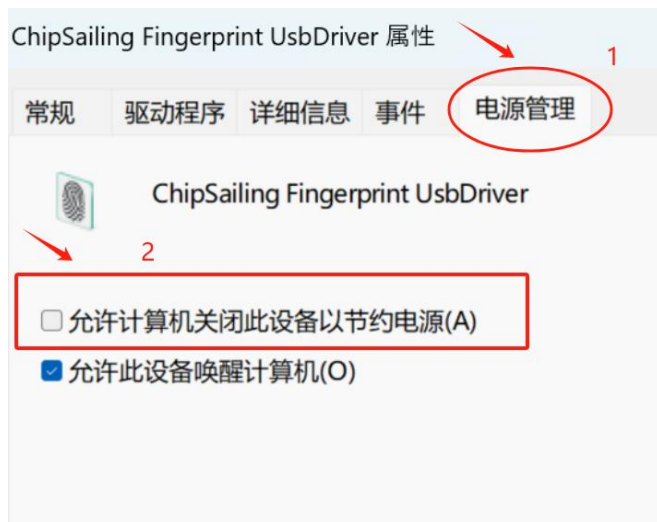 ChipSailing Fingerprint UsbDriver 属性
1
常规 驱动程序 详细信息 事件 电源管理
ChipSailing Fingerprint UsbDriver
2
允许计算机关闭此设备以节约电源(A)
允许此设备唤醒计算机(O)